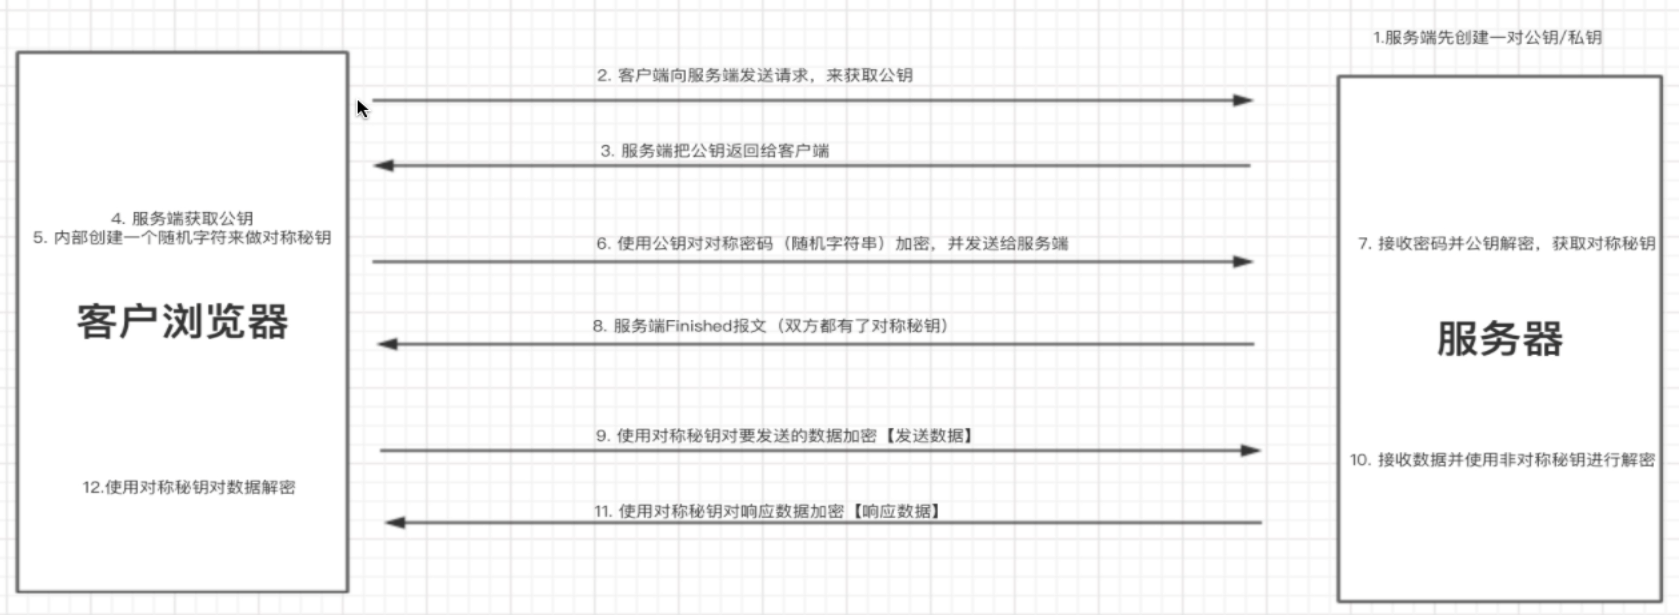 1.服务端先创建一对公钥/私钥
2. 客户端向服务端发送请求，来获取公钥
3. 服务端把公钥返回给客户端
4. 服务端获取公钥
5. 内部创建一个随机字符来做对称秘钥
6. 使用公钥对对称密码（随机字符串）加密，并发送给服务端
7. 接收密码并公钥解密，获取对称秘钥
客户浏览器
8. 服务端Finished报文（双方都有了对称秘钥）
服务器
9. 使用对称秘钥对要发送的数据加密【发送数据】
10. 接收数据并使用非对称秘钥进行解密
11. 使用对称秘钥对响应数据加密【响应数据】
12.使用对称秘钥对数据解密